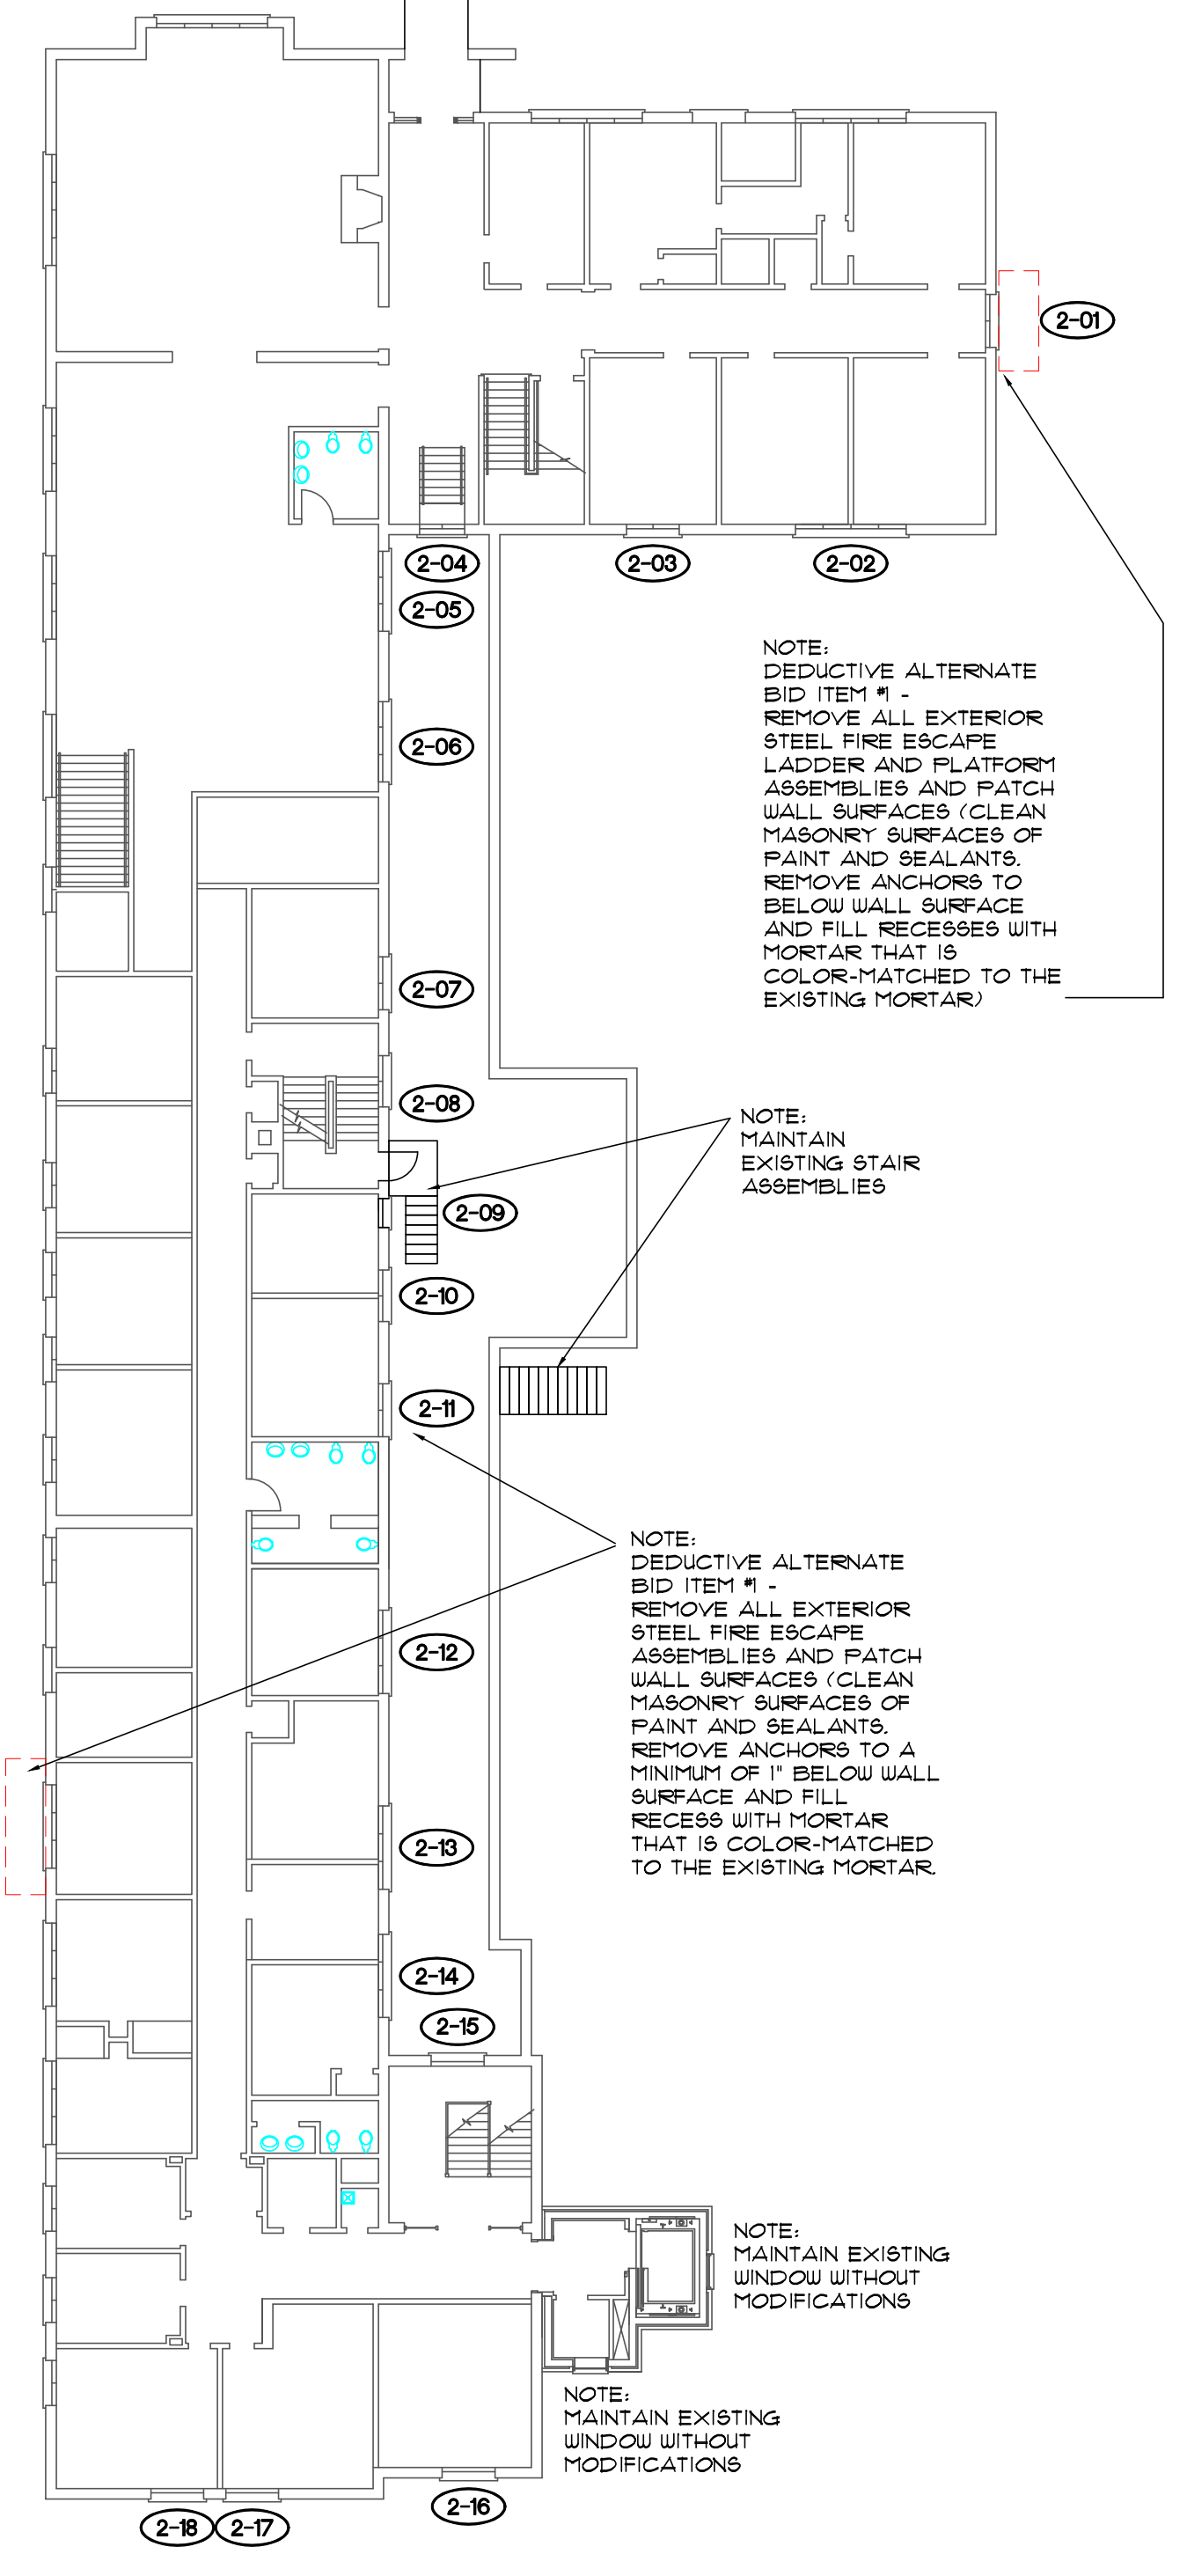 2-01
2-04
2-03
2-02
2-05
NOTE:
DEDUCTIVE ALTERNATE
BID ITEM #1 -
REMOVE ALL EXTERIOR
STEEL FIRE ESCAPE
LADDER AND PLATFORM
ASSEMBLIES AND PATCH
WALL SURFACES (CLEAN
MASONRY SURFACES OF
PAINT AND SEALANTS.
REMOVE ANCHORS TO
BELOW WALL SURFACE
AND FILL RECESSES WITH
MORTAR THAT IS
COLOR-MATCHED TO THE
EXISTING MORTAR)
2-06
2-07
2-08
NOTE:
MAINTAIN
EXISTING STAIR
ASSEMBLIES
2-09
2-10
2-11
NOTE:
DEDUCTIVE ALTERNATE
BID ITEM #1 -
REMOVE ALL EXTERIOR
STEEL FIRE ESCAPE
ASSEMBLIES AND PATCH
WALL SURFACES (CLEAN
MASONRY SURFACES OF
PAINT AND SEALANTS.
REMOVE ANCHORS TO A
MINIMUM OF 1" BELOW WALL
SURFACE AND FILL
RECESS WITH MORTAR
THAT IS COLOR-MATCHED
TO THE EXISTING MORTAR.
2-12
2-13
2-14
2-15
NOTE:
MAINTAIN EXISTING
WINDOW WITHOUT
MODIFICATIONS
NOTE:
MAINTAIN EXISTING
WINDOW WITHOUT
MODIFICATIONS
2-16
2-18
2-17